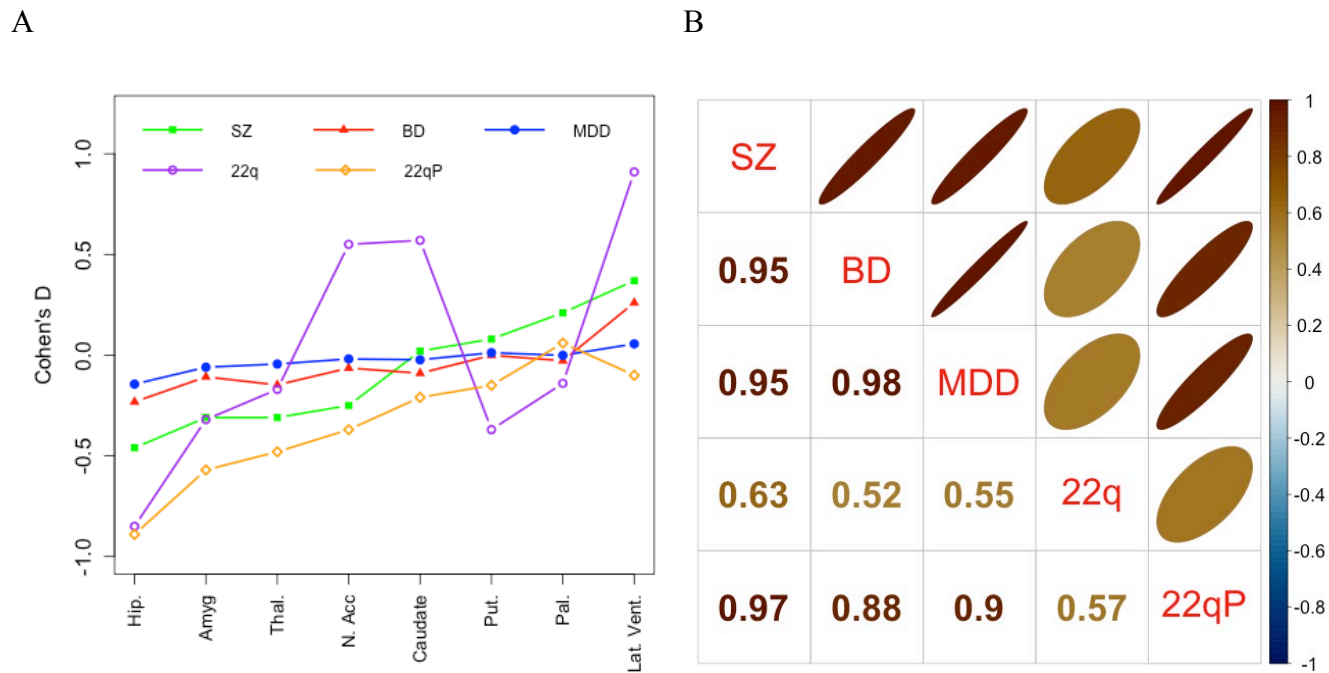 A
B
SZ
BD
MDD
22q
22qP
Cohen's D
1.0
0.5
0.0
-0.5
-1.0
Hip.
Amyg
Thal.
N. Acc
Caudate
Put.
Pal.
Lat. Vent.
SZ
0.95
BD
0.95
0.98
MDD
0.63
0.52
0.55
22q
0.97
0.88
0.9
0.57
22qP
1
0.8
0.6
0.4
0.2
0
-0.2
-0.4
-0.6
-0.8
-1